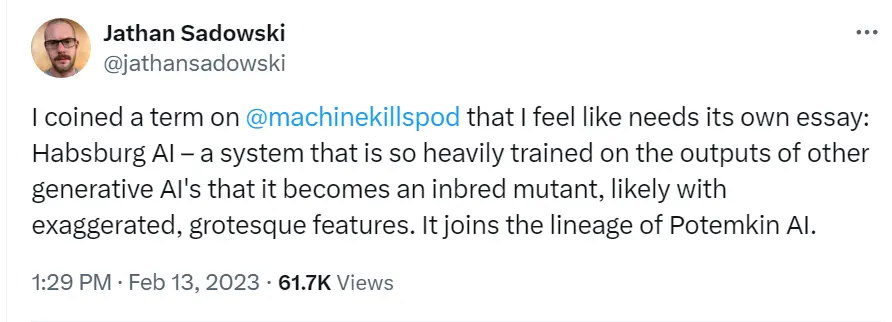 Jathan Sadowski
@jathansadowski
I coined a term on @machinekillspod that I feel like needs its own essay:
Habsburg AI – a system that is so heavily trained on the outputs of other
generative AI's that it becomes an inbred mutant, likely with
exaggerated, grotesque features. It joins the lineage of Potemkin AI.
1:29 PM · Feb 13, 2023 · 61.7K Views